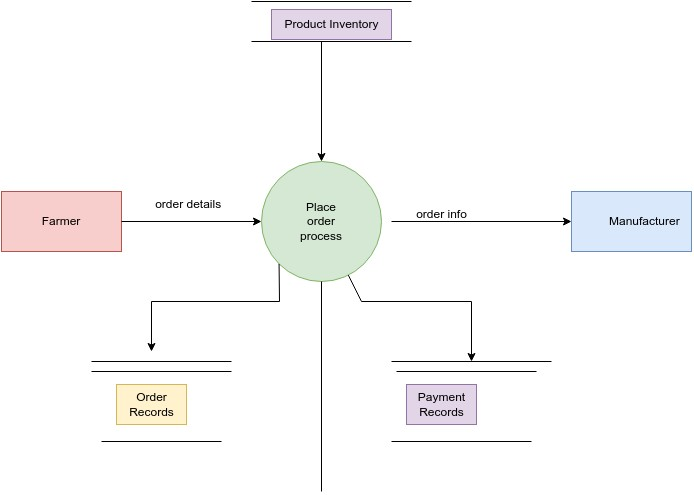 Product Inventory
order details
Place
order
process
Farmer
order info
Manufacturer
Order
Records
Payment
Records